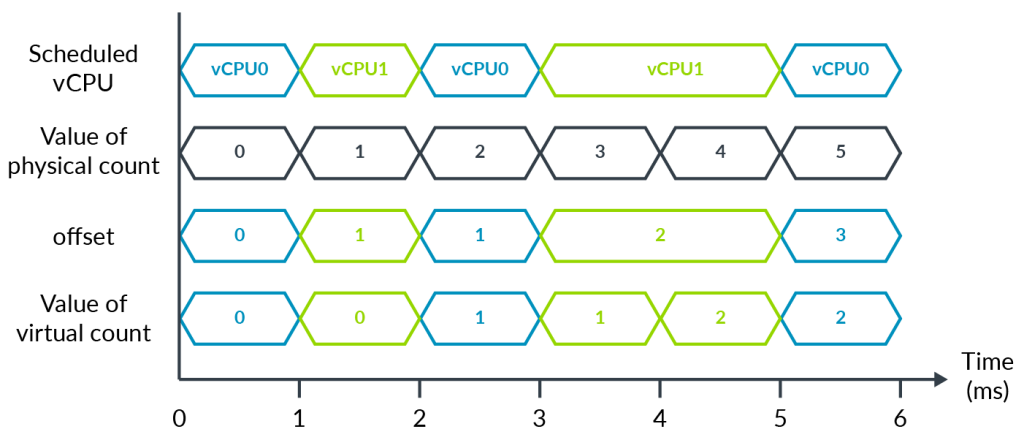 Scheduled
vCPU
vCPU0 vCPU1 vCPU0 vCPU1 vCPU0
Value of
physical count
0 1 2 3 4 5
offset
0 1 1 2 3
Value of
virtual count
0 0 1 1 2 2
Time
(ms)
0 1 2 3 4 5 6